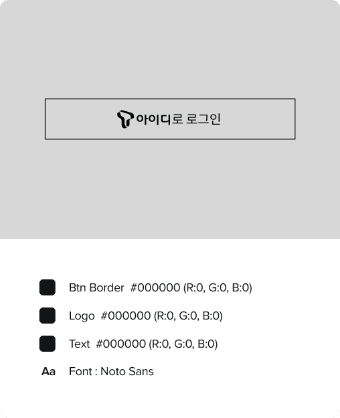 아이디로 로그인
Btn Border #000000 (R:0, G:0, B:0)
Logo #000000 (R:0, G:0, B:0)
Text #000000 (R:0, G:0, B:0)
Aa Font : Noto Sans